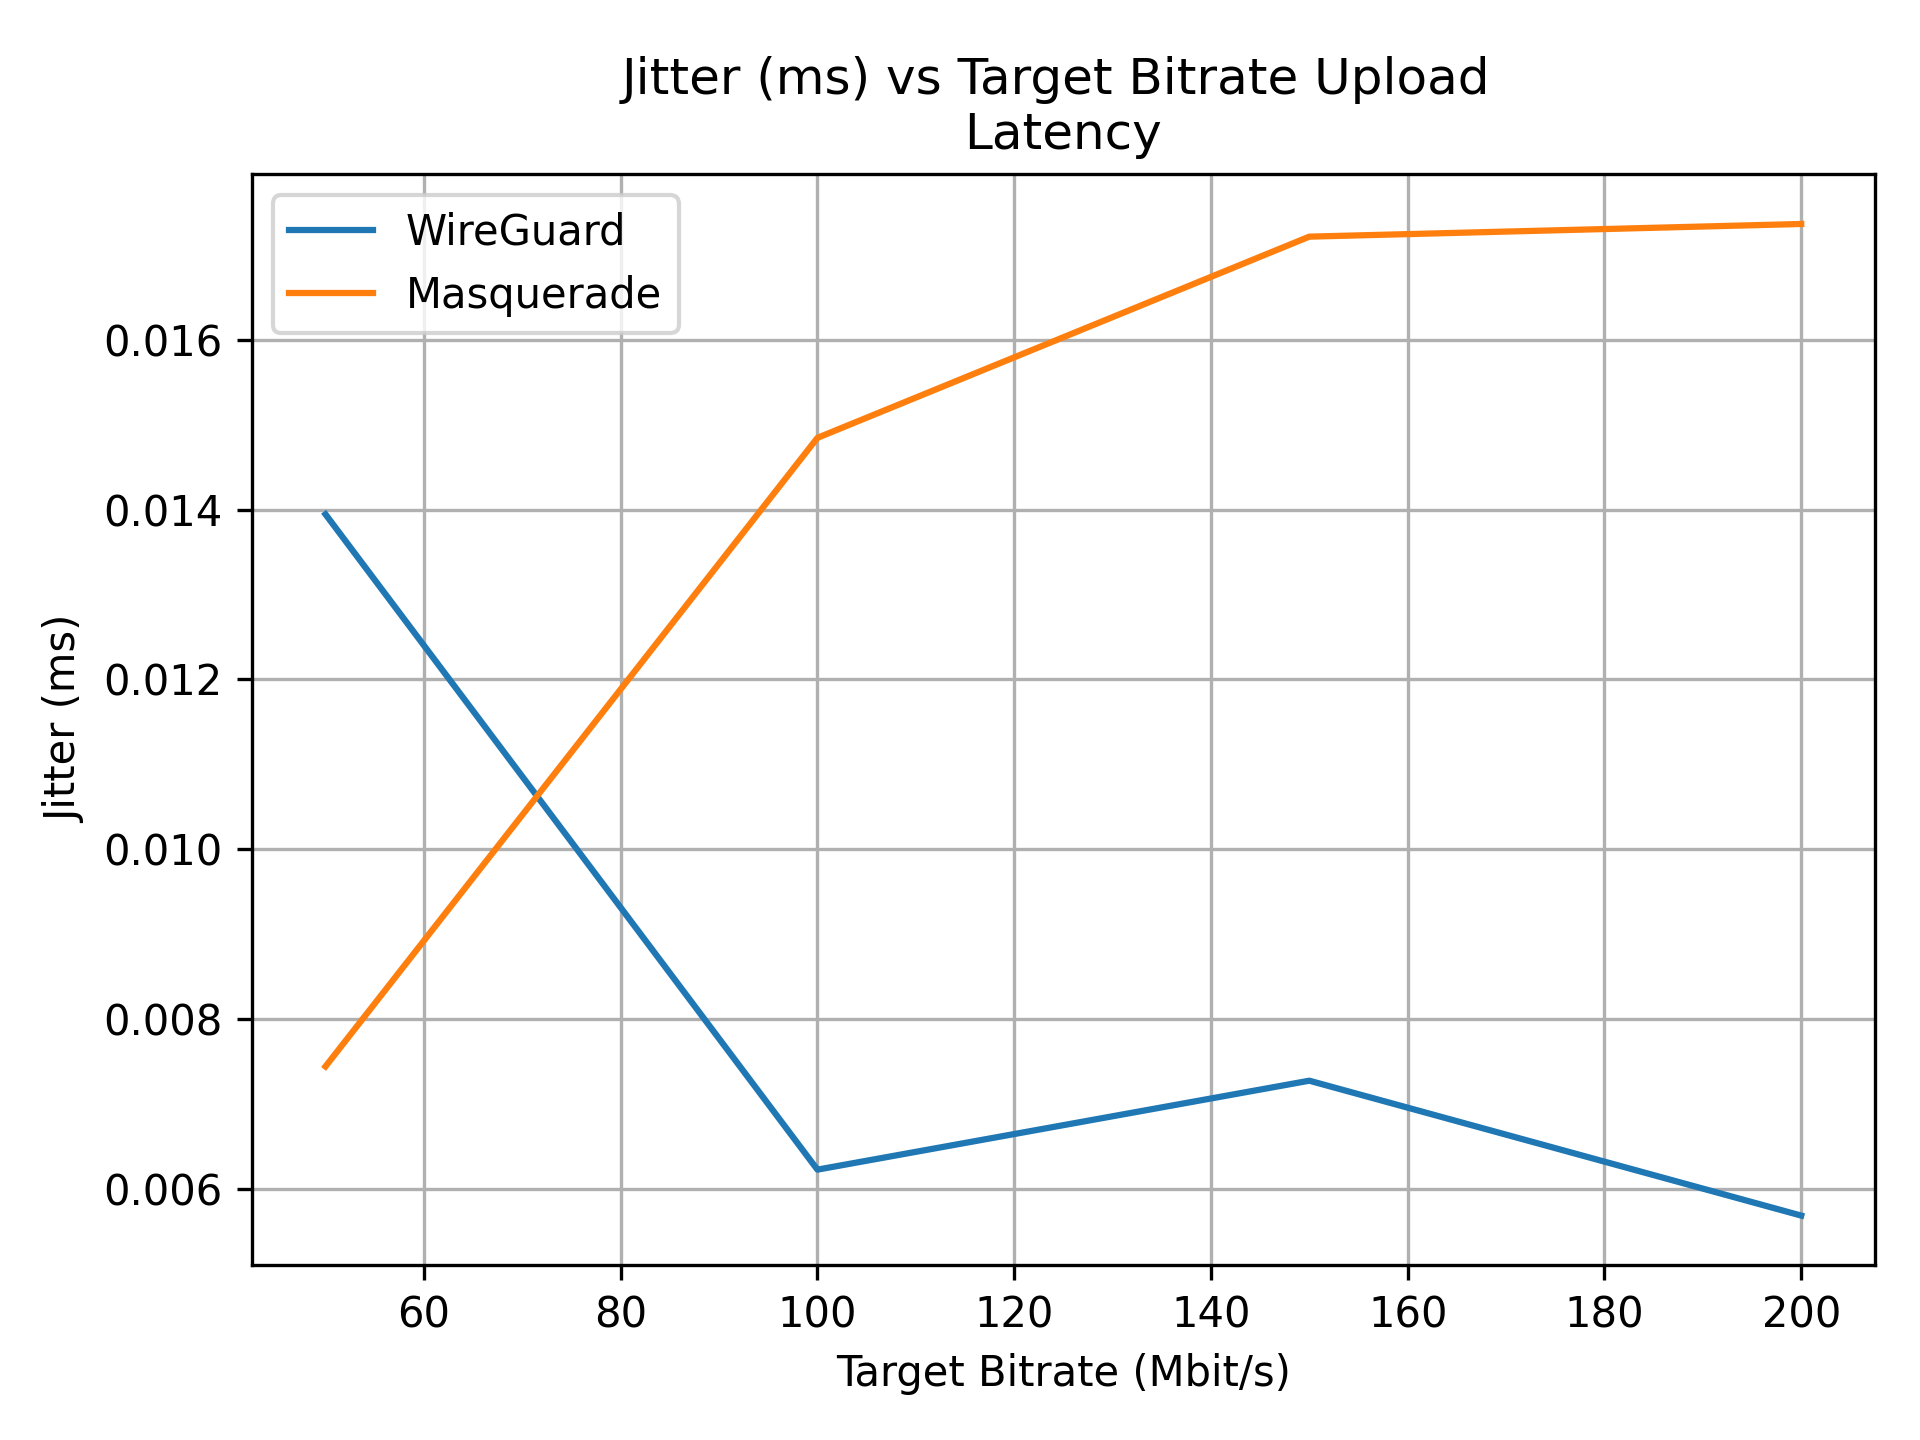 Jitter (ms) vs Target Bitrate Upload
Latency
WireGuard
Masquerade
0.016
0.014
0.012
0.010
0.008
0.006
Jitter (ms)
60 80 100 120 140 160 180 200
Target Bitrate (Mbit/s)